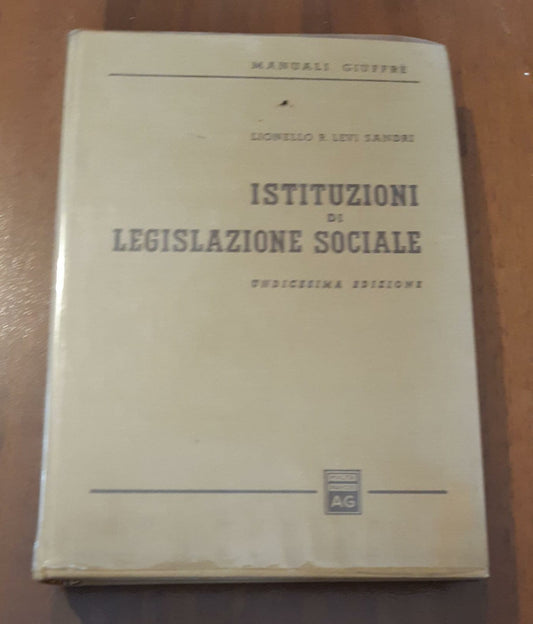 MANUALI GIUFFRÈ
LIONELLO R. LEVI SANDRI
ISTITUZIONI
DI
LEGISLAZIONE SOCIALE
UNDICESIMA EDIZIONE
AG